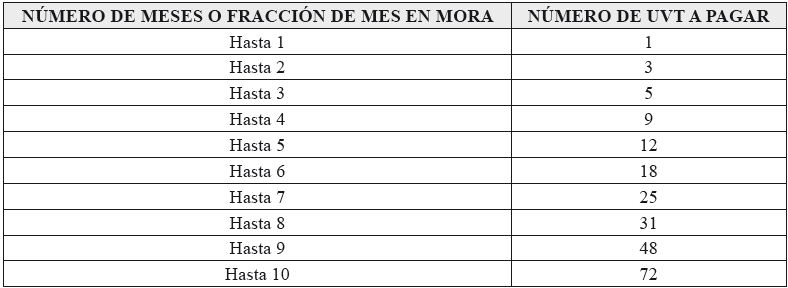 NÚMERO DE MESES O FRACCIÓN DE MES EN MORA NÚMERO DE UVT A PAGAR
Hasta 1 1
Hasta 2 3
Hasta 3 5
Hasta 4 9
Hasta 5 12
Hasta 6 18
Hasta 7 25
Hasta 8 31
Hasta 9 48
Hasta 10 72